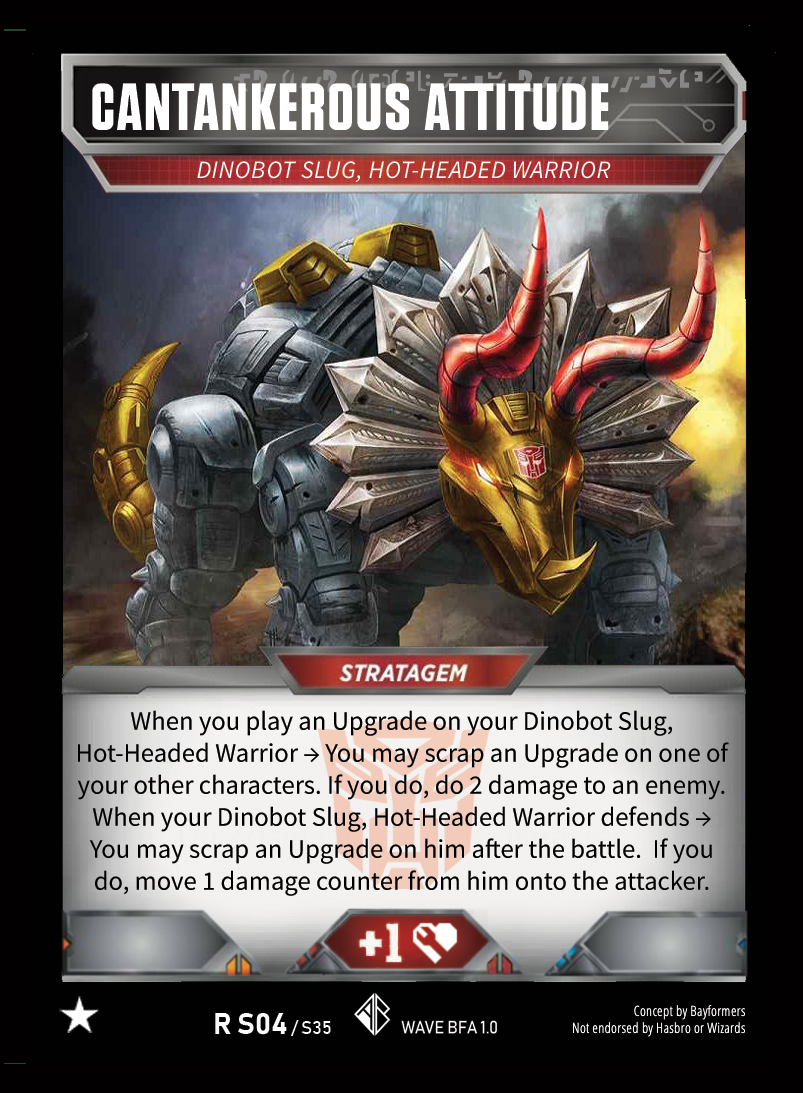 CANTANKEROUS ATTITUDE
DINOBOT SLUG, HOT-HEADED WARRIOR
STRATAGEM
When you play an Upgrade on your Dinobot Slug,
Hot-Headed Warrior → You may scrap an Upgrade on one of
your other characters. If you do, do 2 damage to an enemy.
When your Dinobot Slug, Hot-Headed Warrior defends →
You may scrap an Upgrade on him after the battle. If you
do, move 1 damage counter from him onto the attacker.
+1
R S04 / S35
WAVE BFA 1.0
Concept by Bayformers
Not endorsed by Hasbro or Wizards